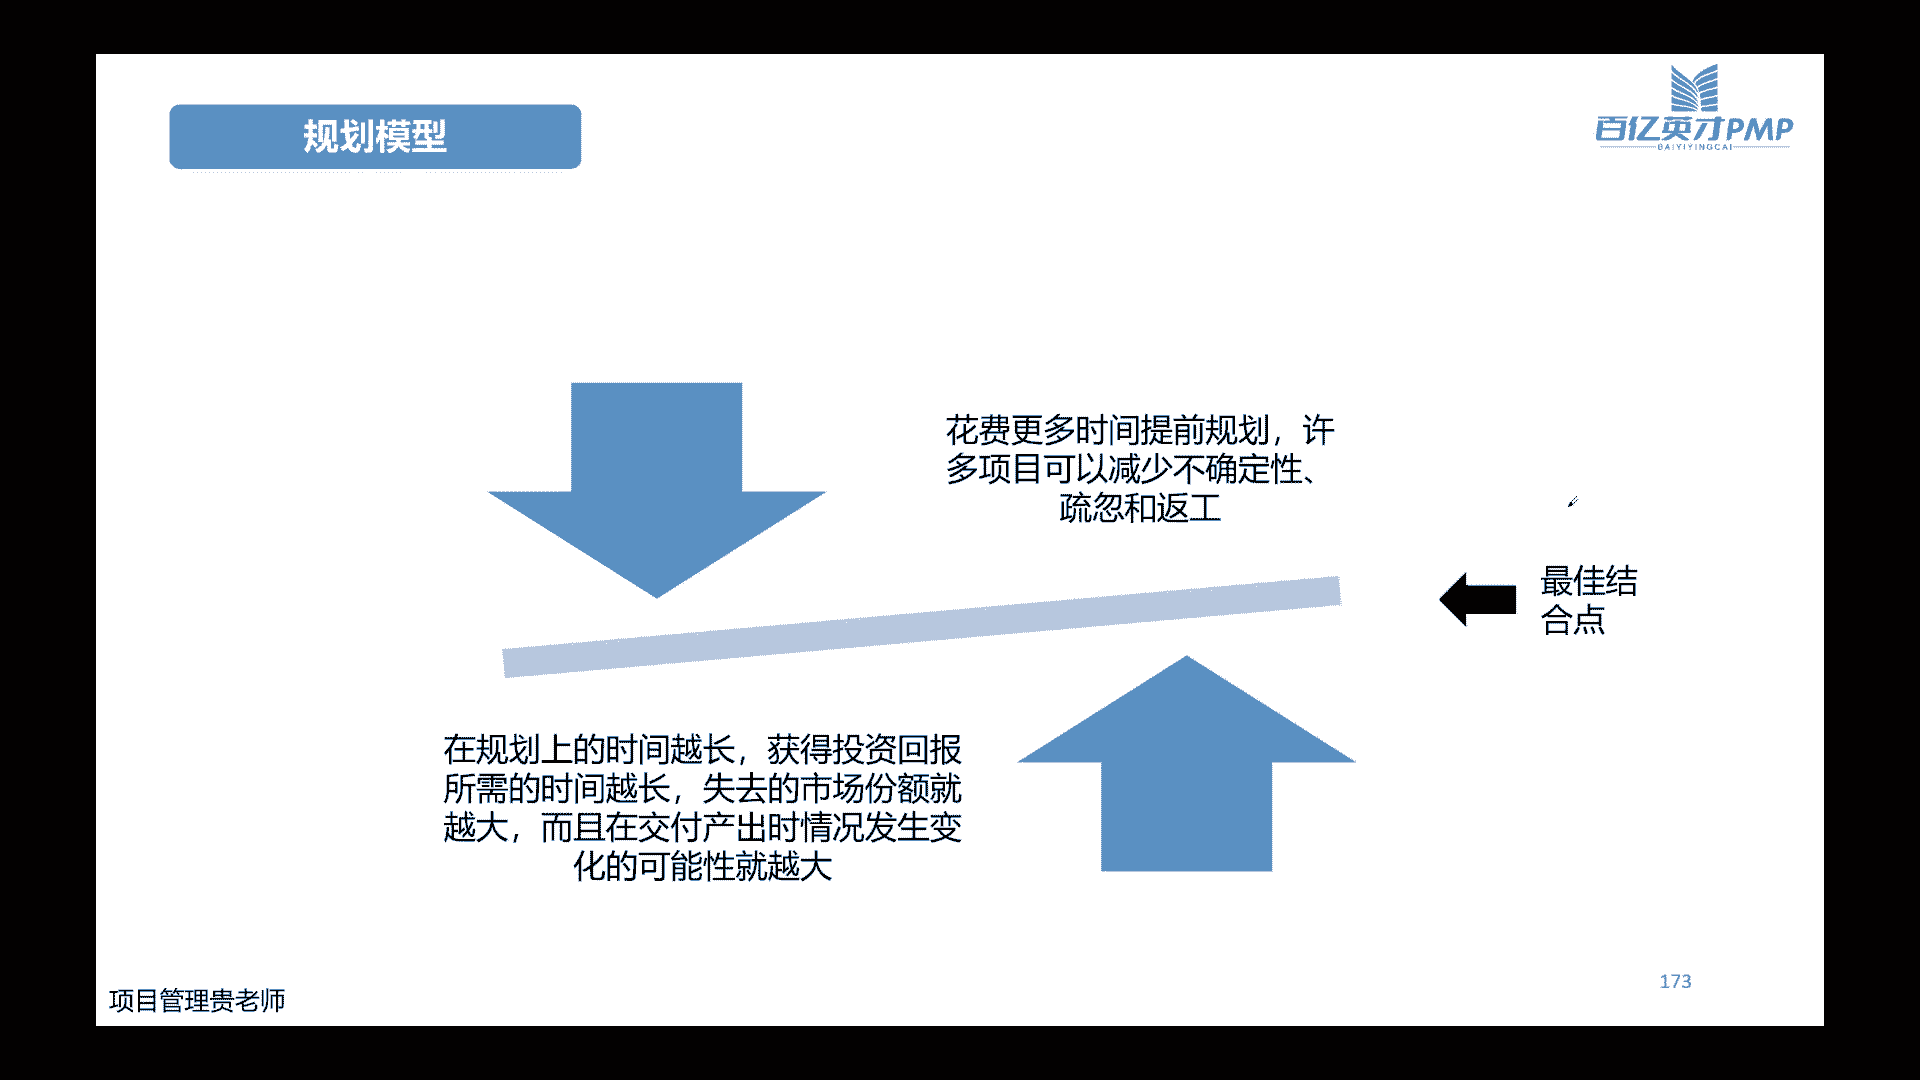 规划模型
百亿英才PMP
BAIYIYINGCAI
花费更多时间提前规划，许
多项目可以减少不确定性、
疏忽和返工
最佳结
合点
在规划上的时间越长，获得投资回报
所需的时间越长，失去的市场份额就
越大，而且在交付产出时情况发生变
化的可能性就越大
173
项目管理贵老师